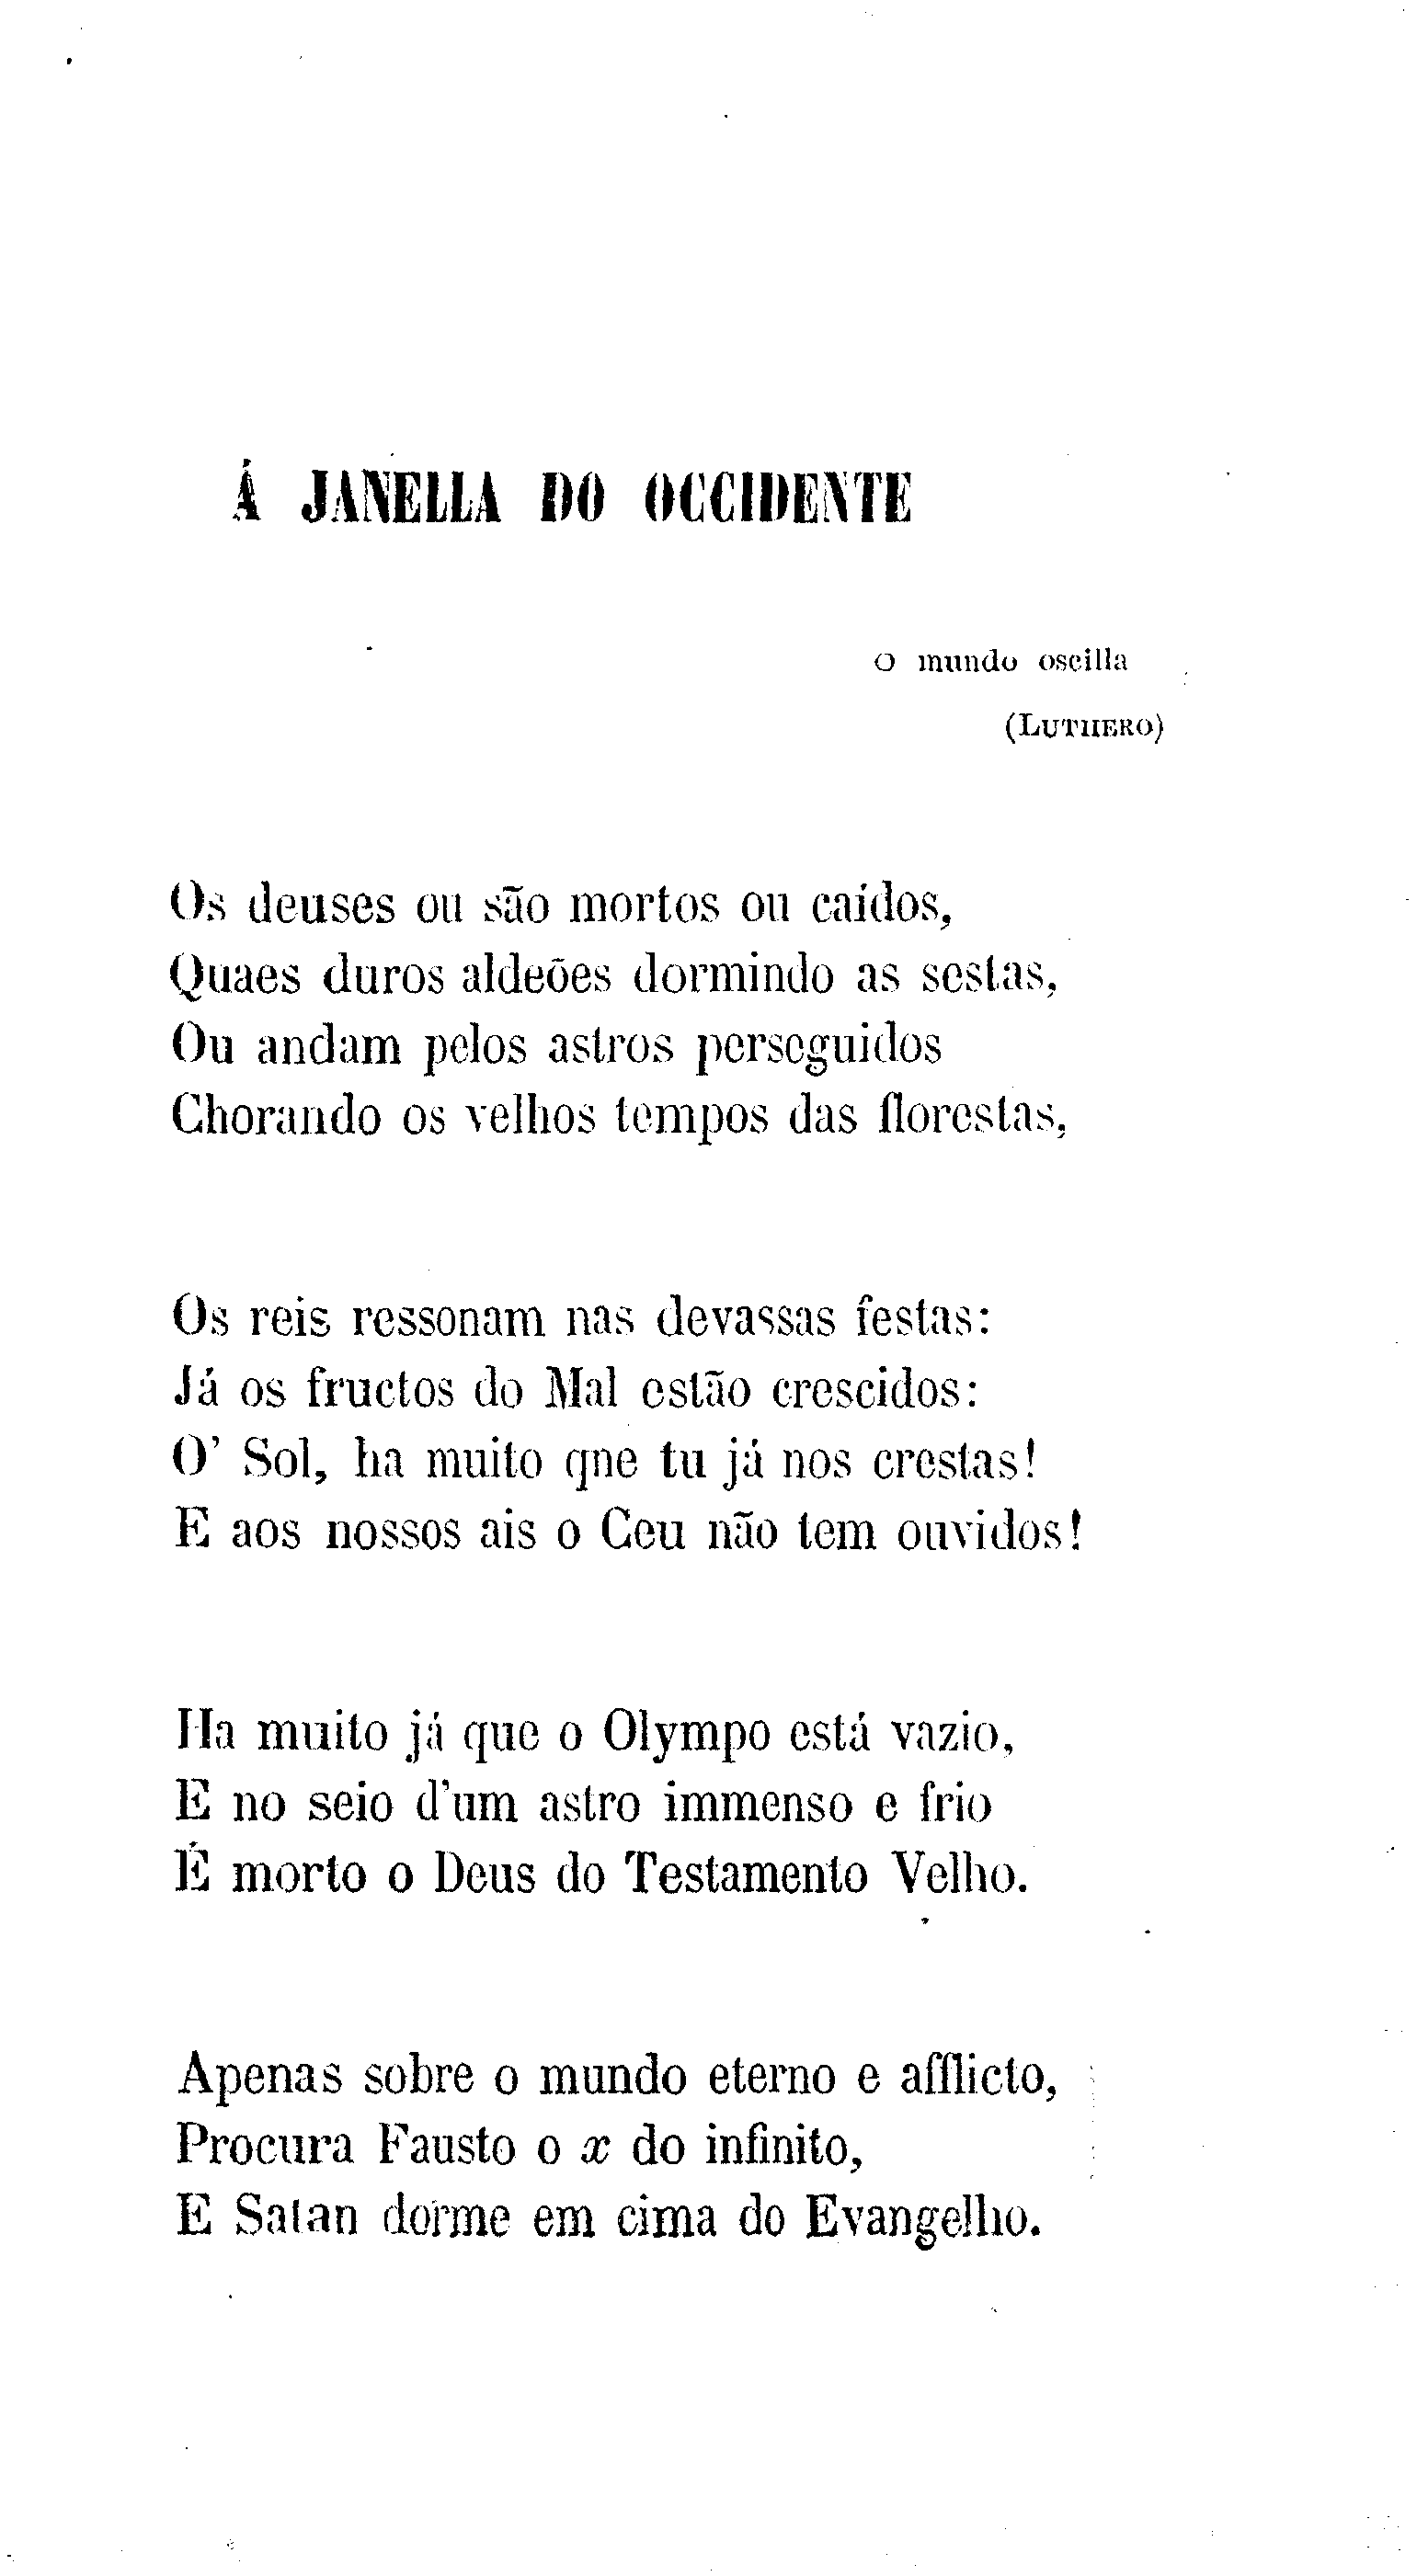 Á JANELLA DO OCCIDENTE
O mundo oscilla
(LUTHERO)
Os deuses ou são mortos ou caídos,
Quaes duros aldeões dormindo as sestas,
Ou andam pelos astros perseguidos
Chorando os velhos tempos das florestas,
Os reis ressonam nas devassas festas:
Já os fructos do Mal estão crescidos:
O' Sol, ha muito qne tu já nos crestas!
E aos nossos ais o Ceu não tem ouvidos!
Ha muito já que o Olympo está vazio,
E no seio d'um astro immenso e frio
É morto o Deus do Testamento Velho.
Apenas sobre o mundo eterno e afflicto,
Procura Fausto o x do infinito,
E Satan dorme em cima do Evangelho.